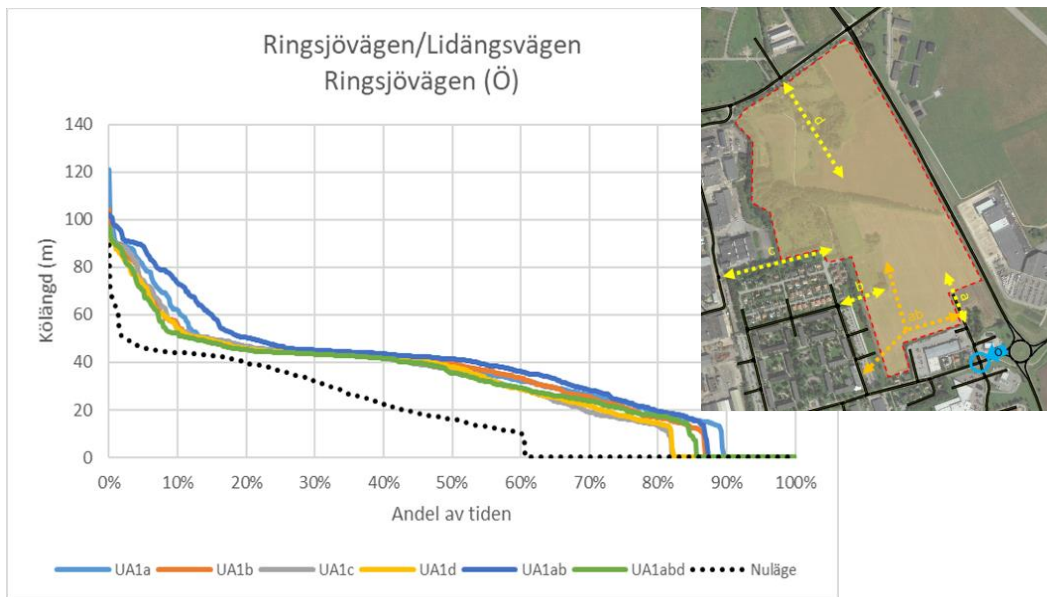 Ringsjövägen/Lidängsvägen
Ringsjövägen (Ö)
Kölängd (m)
140
120
100
80
60
40
20
0
0% 10% 20% 30% 40% 50% 60% 70% 80% 90% 100%
Andel av tiden
UA1a UA1b UA1c UA1d UA1ab UA1abd Nuläge
d
c
b
ab
a
Ö